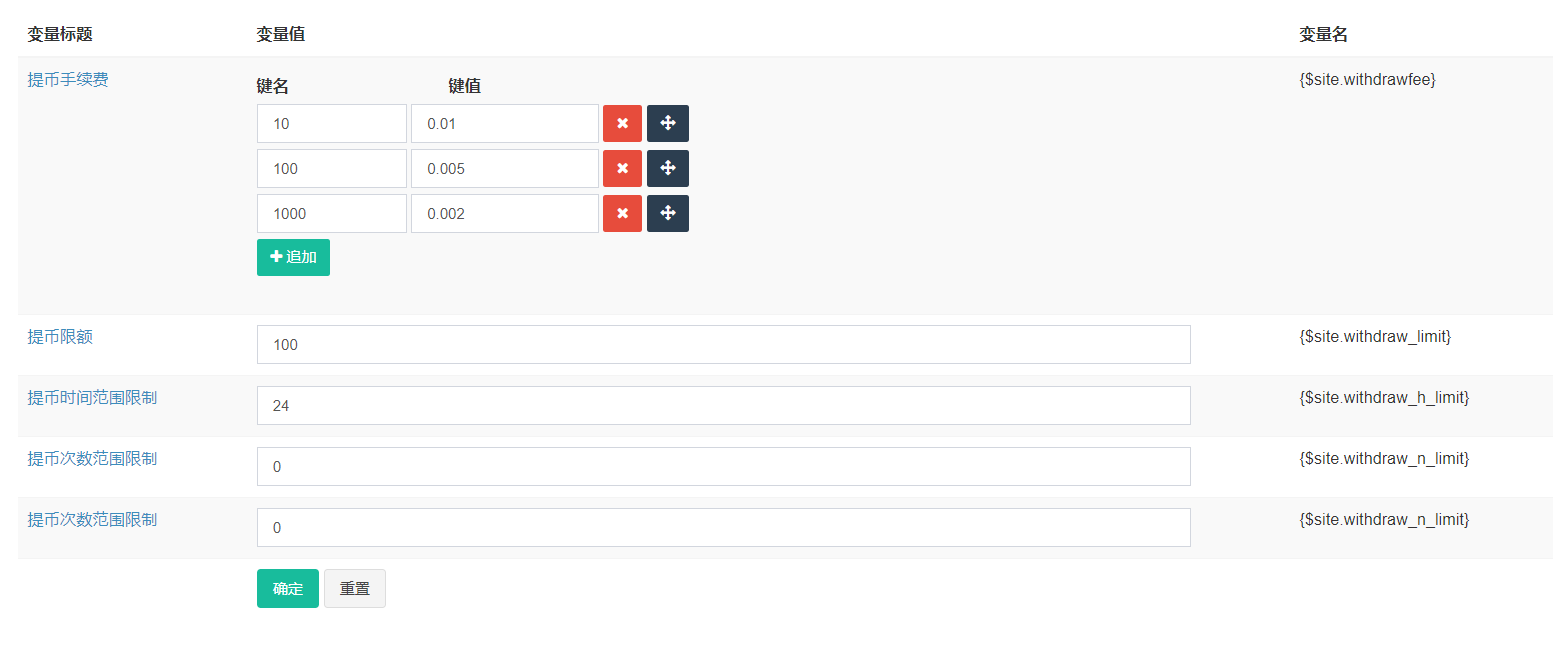 变量标题 变量值 变量名
提币手续费 {$site.withdrawfee}
键名 键值
10 0.01
100 0.005
1000 0.002
追加
提币限额 100 {$site.withdraw_limit}
提币时间范围限制 24 {$site.withdraw_h_limit}
提币次数范围限制 0 {$site.withdraw_n_limit}
提币次数范围限制 0 {$site.withdraw_n_limit}
确定 重置